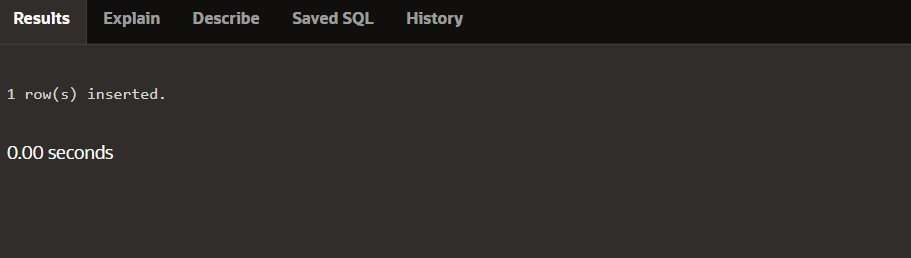 Results Explain Describe Saved SQL History
1 row(s) inserted.
0.00 seconds